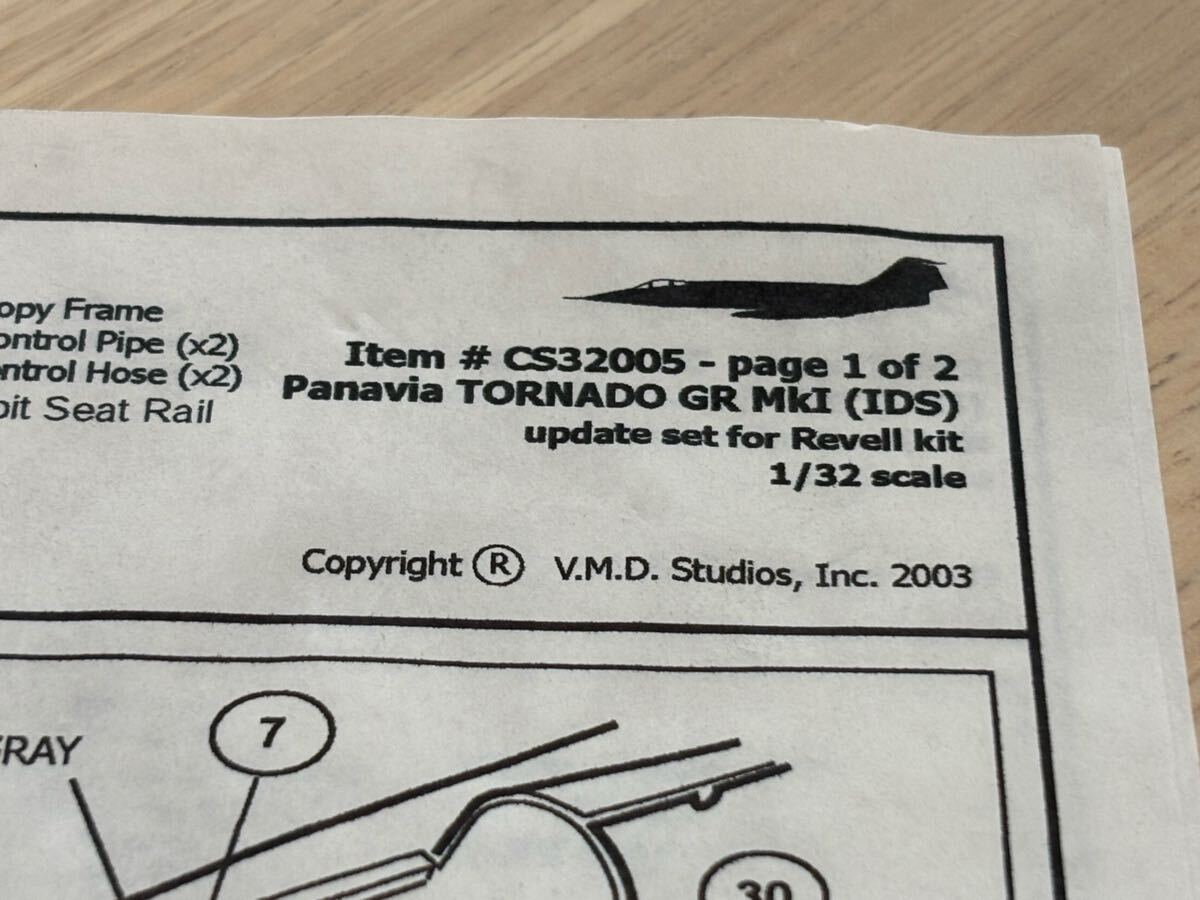 opy Frame
ontrol Pipe (x2)
ntrol Hose (x2)
pit Seat Rail
Item # CS32005 - page 1 of 2
Panavia TORNADO GR MkI (IDS)
update set for Revell kit
1/32 scale
Copyright ® V.M.D. Studios, Inc. 2003
RAY
7
30